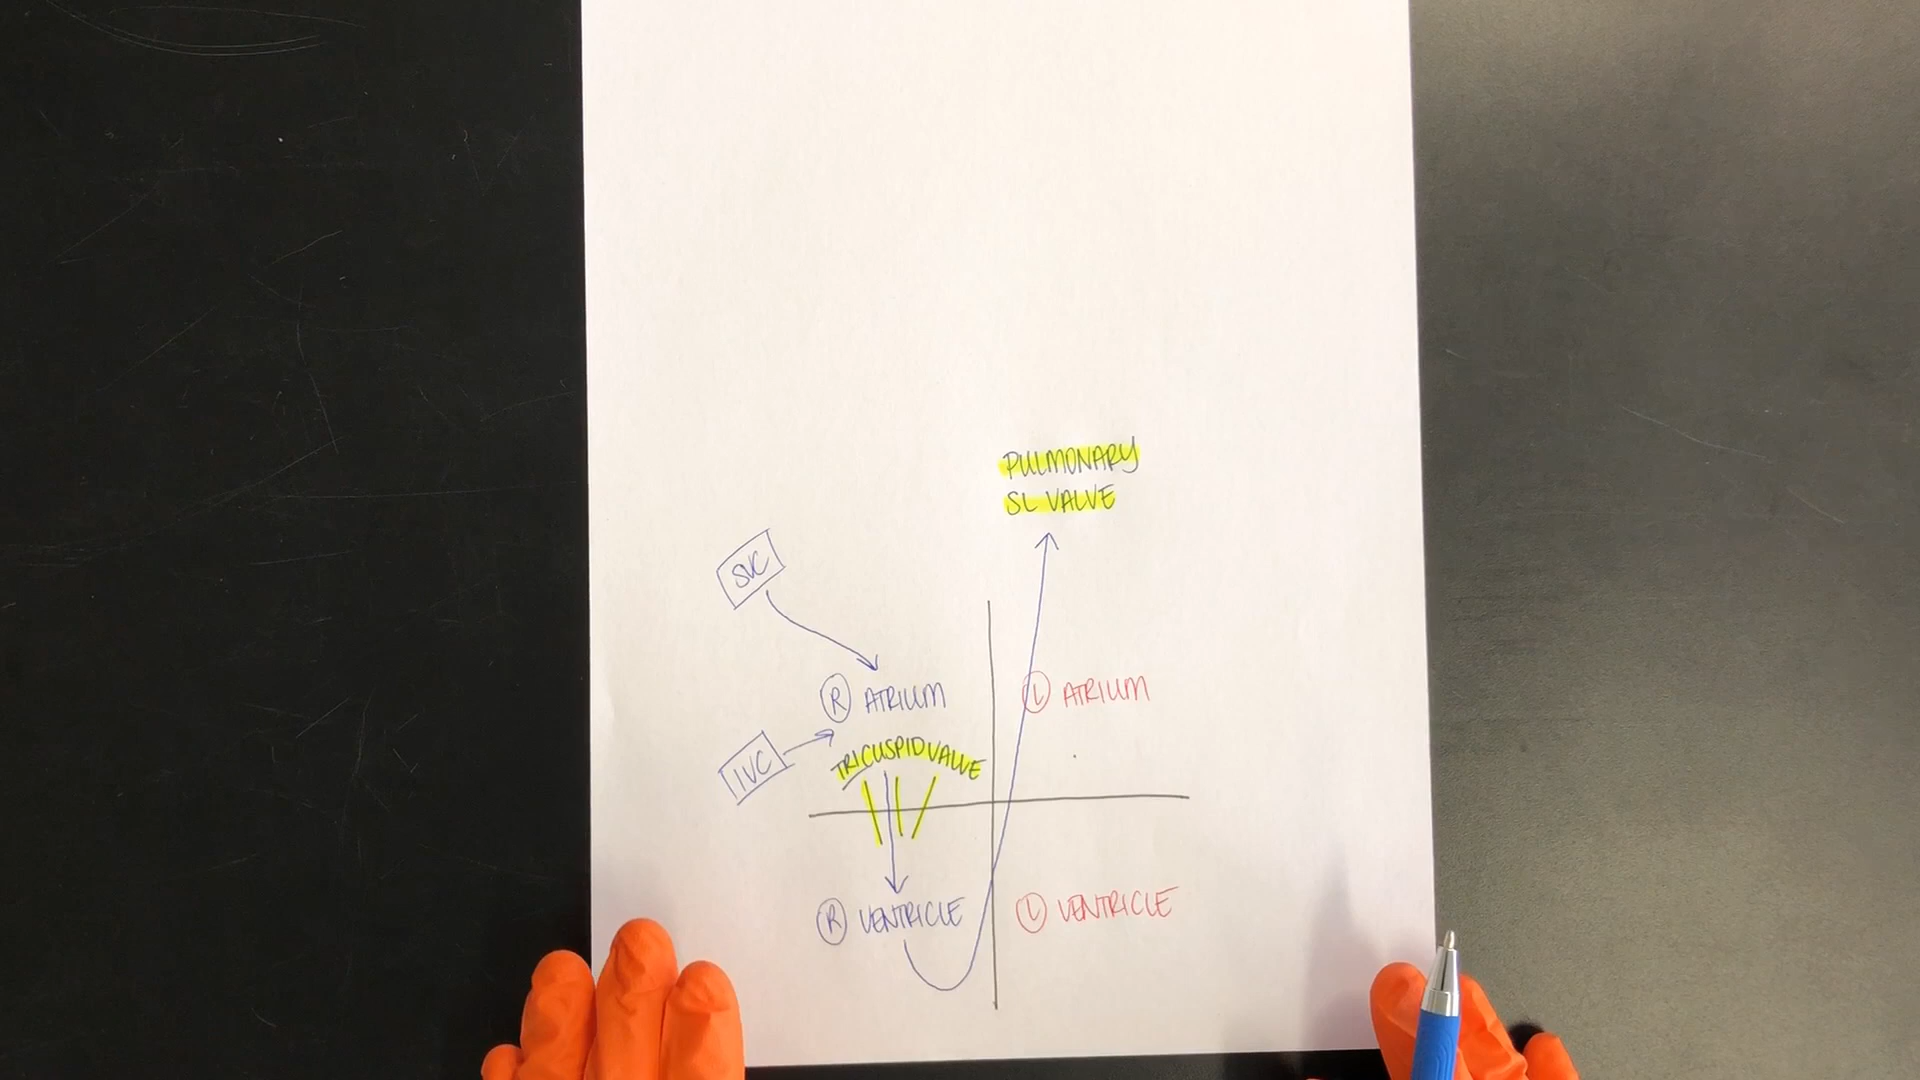 PULMONARY
SL VALVE
SVC
Ⓡ ATRIUM
Ⓛ ATRIUM
IVC
TRICUSPID VALVE
Ⓡ VENTRICLE
Ⓛ VENTRICLE